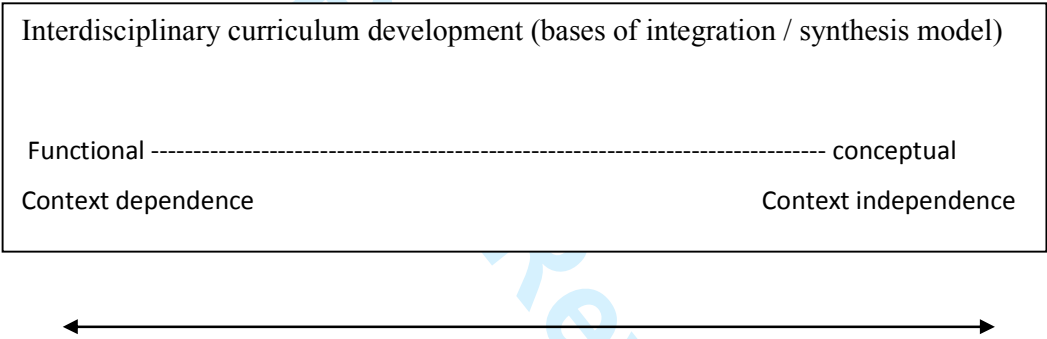 Interdisciplinary curriculum development (bases of integration / synthesis model)
Functional ------------------------------------------------------------------------------- conceptual
Context dependence Context independence